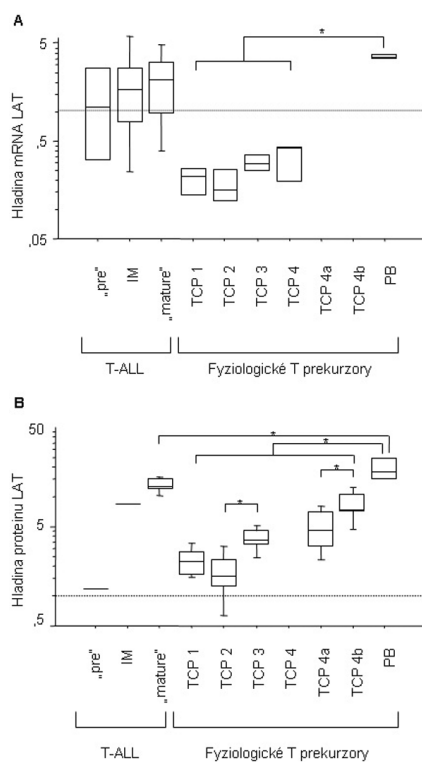 A
Hladina mRNA LAT
5
,5
,05
*
„pre"
IM
„mature"
TCP 1
TCP 2
TCP 3
TCP 4
TCP 4a
TCP 4b
PB
T-ALL
Fyziologické T prekurzory
B
Hladina proteinu LAT
50
5
,5
*
*
*
*
„pre"
IM
„mature"
TCP 1
TCP 2
TCP 3
TCP 4
TCP 4a
TCP 4b
PB
T-ALL
Fyziologické T prekurzory